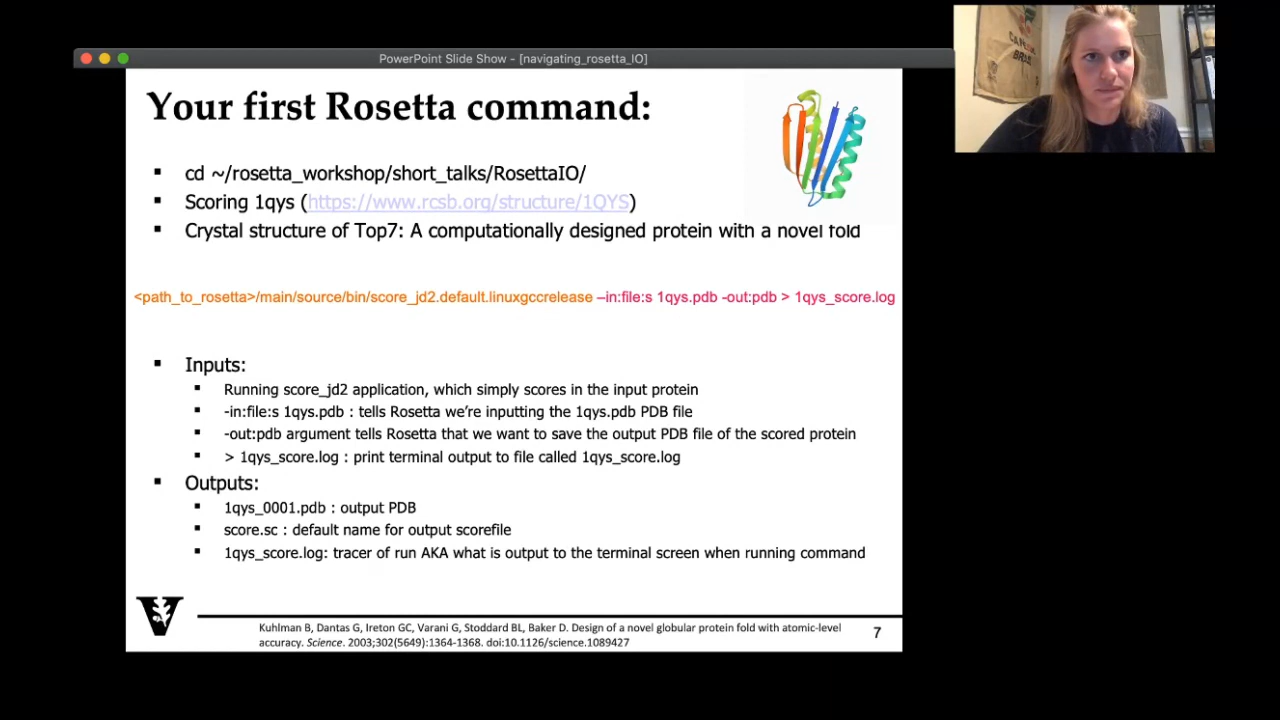 PowerPoint Slide Show - [navigating_rosetta_IO]
Your first Rosetta command:
▪ cd ~/rosetta_workshop/short_talks/RosettaIO/
▪ Scoring 1qys (https://www.rcsb.org/structure/1QYS)
▪ Crystal structure of Top7: A computationally designed protein with a novel fold
<path_to_rosetta>/main/source/bin/score_jd2.default.linuxgccrelease –in:file:s 1qys.pdb -out:pdb > 1qys_score.log
▪ Inputs:
▪ Running score_jd2 application, which simply scores in the input protein
▪ -in:file:s 1qys.pdb : tells Rosetta we’re inputting the 1qys.pdb PDB file
▪ -out:pdb argument tells Rosetta that we want to save the output PDB file of the scored protein
▪ > 1qys_score.log : print terminal output to file called 1qys_score.log
▪ Outputs:
▪ 1qys_0001.pdb : output PDB
▪ score.sc : default name for output scorefile
▪ 1qys_score.log: tracer of run AKA what is output to the terminal screen when running command
V
Kuhlman B, Dantas G, Ireton GC, Varani G, Stoddard BL, Baker D. Design of a novel globular protein fold with atomic-level
accuracy. Science. 2003;302(5649):1364-1368. doi:10.1126/science.1089427
7